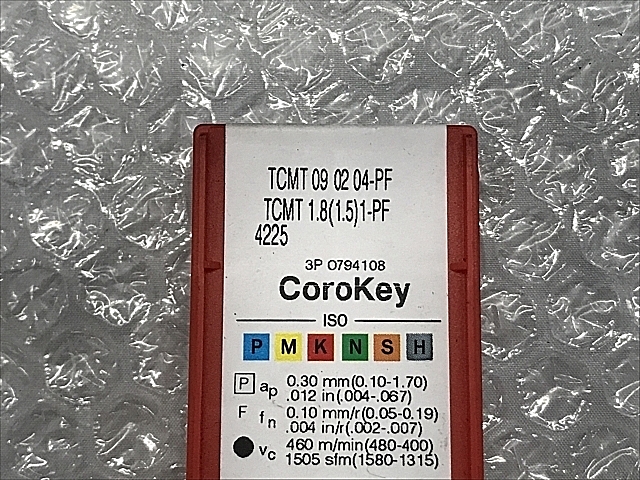 TCMT 09 02 04-PF
TCMT 1.8(1.5)1-PF
4225
3P 0794108
CoroKey
ISO
P M K N S H
P ap 0.30 mm(0.10-1.70)
.012 in(.004-.067)
F fn 0.10 mm/r(0.05-0.19)
.004 in/r(.002-.007)
vc 460 m/min(480-400)
1505 sfm(1580-1315)